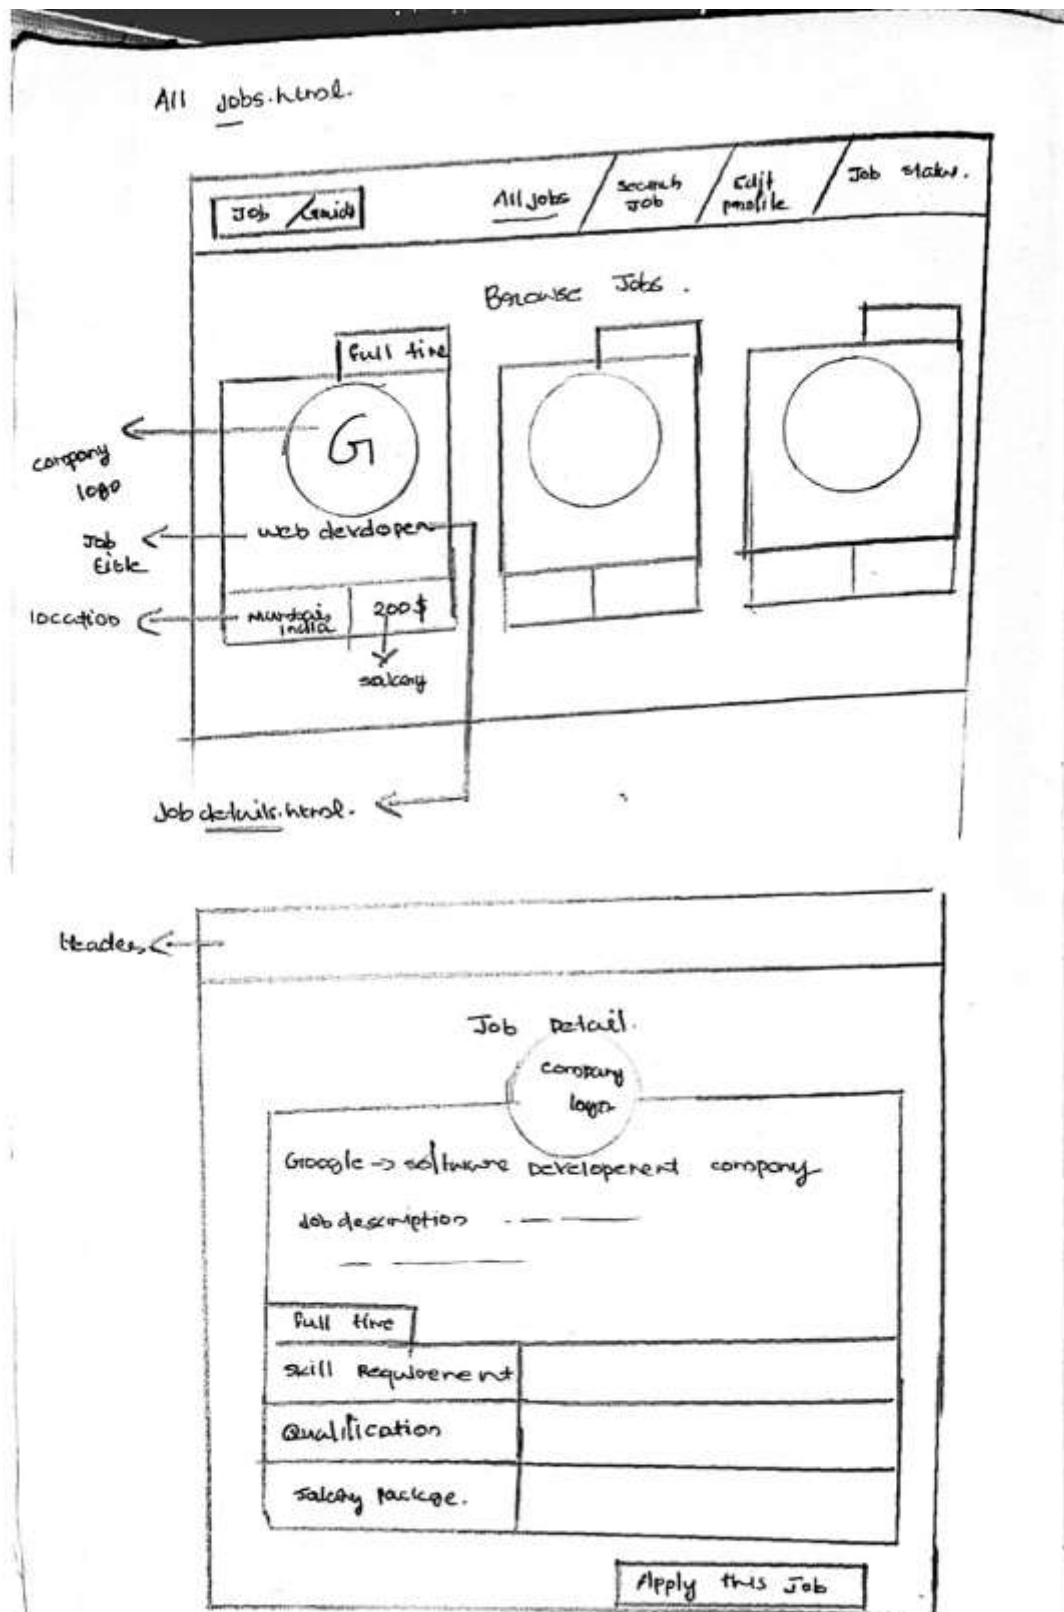 All jobs.html.
Job Guide
All jobs
Search
Job
Edit
profile
Job status.
Browse Jobs.
Full time
G
company
logo
web developer
Job
title
location
Mumbai,
India
200$
salary
Job details.html.
Header
Job Detail.
company
logo
Google -> software Development company
Job description
Full time
Skill Requirement
Qualification
Salary package.
Apply this Job